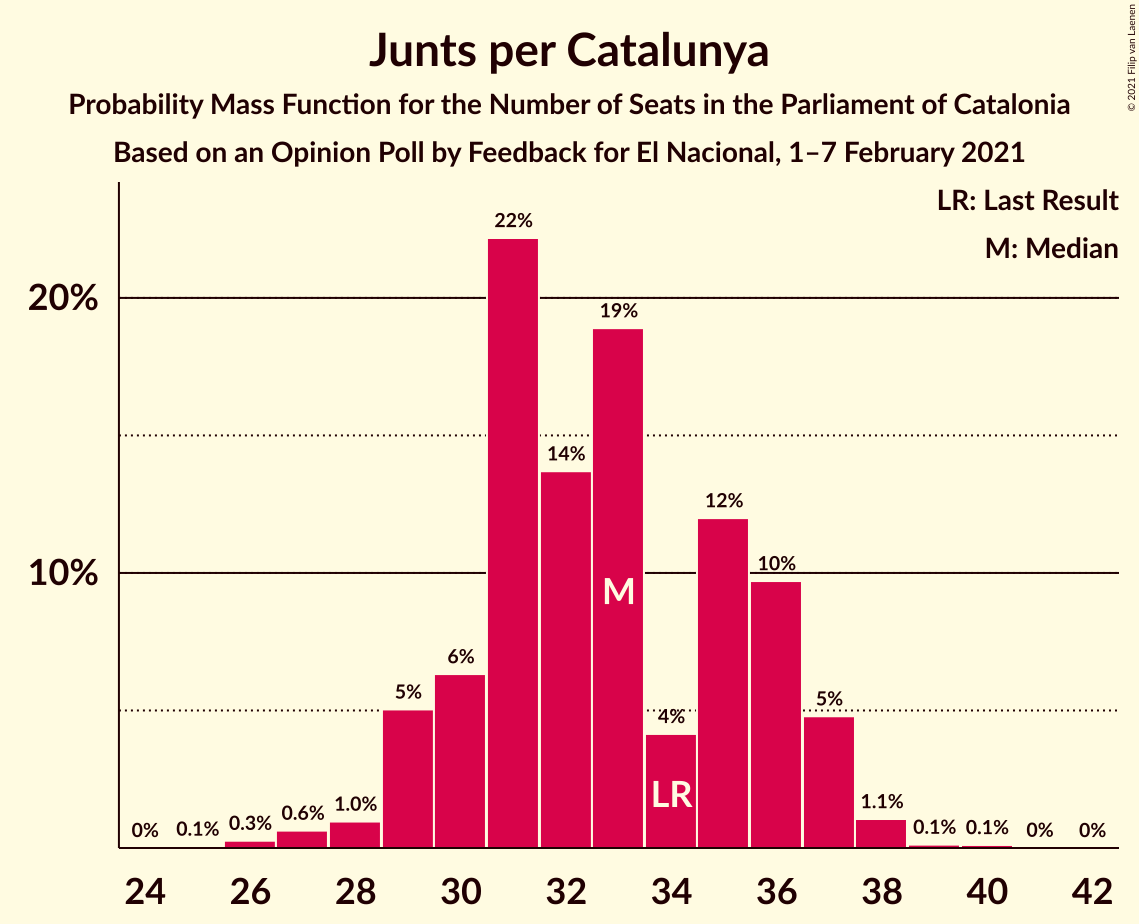 © 2021 Filip van Laenen
Junts per Catalunya
Probability Mass Function for the Number of Seats in the Parliament of Catalonia
Based on an Opinion Poll by Feedback for El Nacional, 1–7 February 2021
LR: Last Result
M: Median
20%
10%
0%
0.1%
0.3%
0.6%
1.0%
5%
6%
22%
14%
19%
4%
12%
10%
5%
1.1%
0.1%
0.1%
0%
0%
M
LR
24 26 28 30 32 34 36 38 40 42